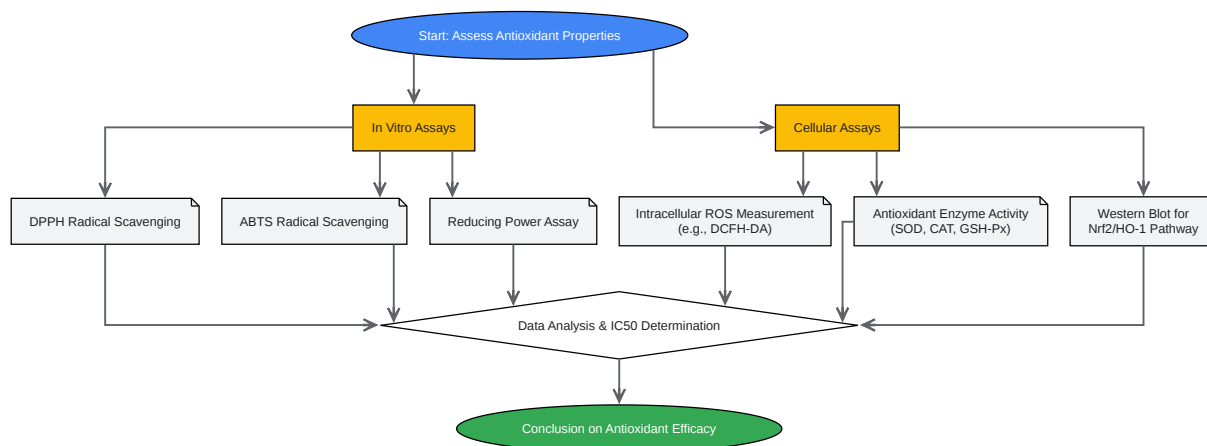 Start: Assess Antioxidant Properties
In Vitro Assays
Cellular Assays
DPPH Radical Scavenging
ABTS Radical Scavenging
Reducing Power Assay
Intracellular ROS Measurement
(e.g., DCFH-DA)
Antioxidant Enzyme Activity
(SOD, CAT, GSH-Px)
Western Blot for
Nrf2/HO-1 Pathway
Data Analysis & IC50 Determination
Conclusion on Antioxidant Efficacy